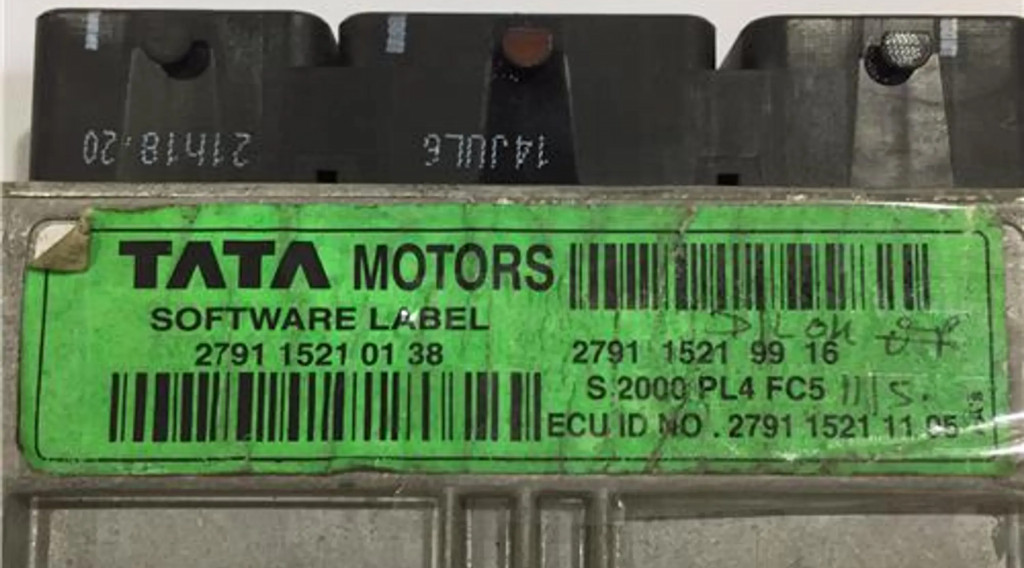 21h18:20
14JUL6
TATA MOTORS
SOFTWARE LABEL
2791 1521 01 38
2791 1521 99 16
S.2000 PL4 FC5
ECU ID NO . 2791 1521 11 05